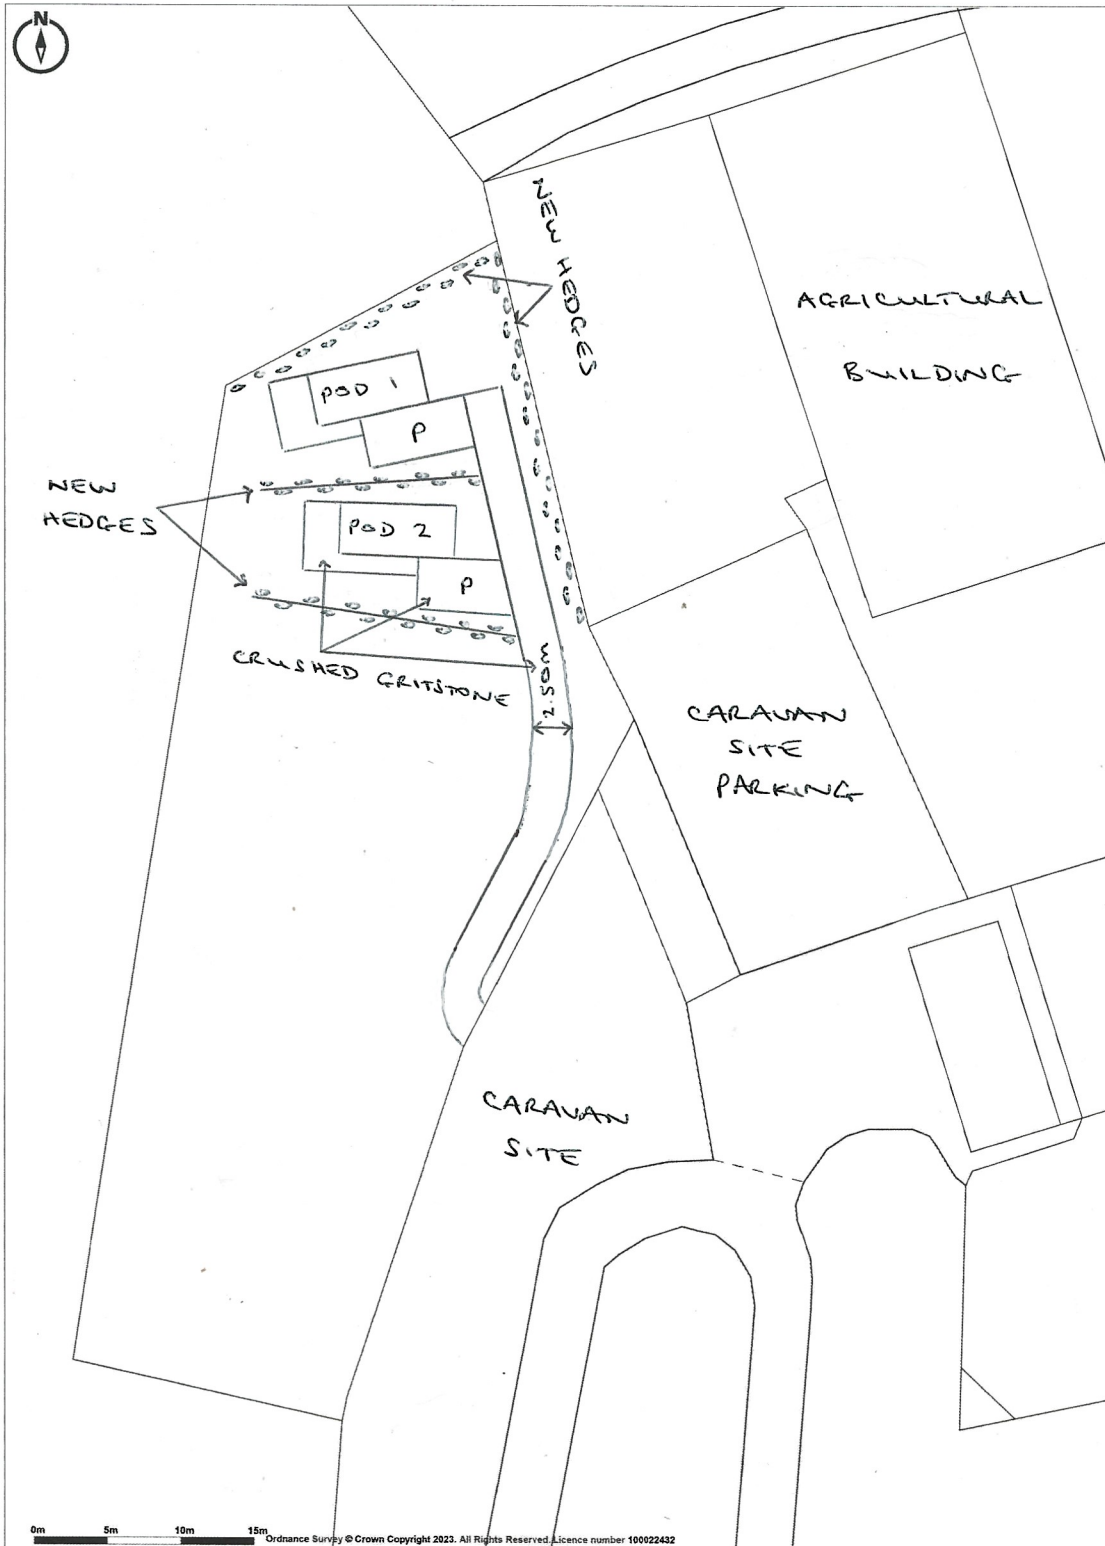 N
NEW HEDGES
AGRICULTURAL
BUILDING
POD 1
P
NEW
HEDGES
POD 2
P
CRUSHED GRITSTONE
2.50m
CARAVAN
SITE
PARKING
CARAVAN
SITE
0m 5m 10m 15m
Ordnance Survey © Crown Copyright 2023. All Rights Reserved. Licence number 100022432